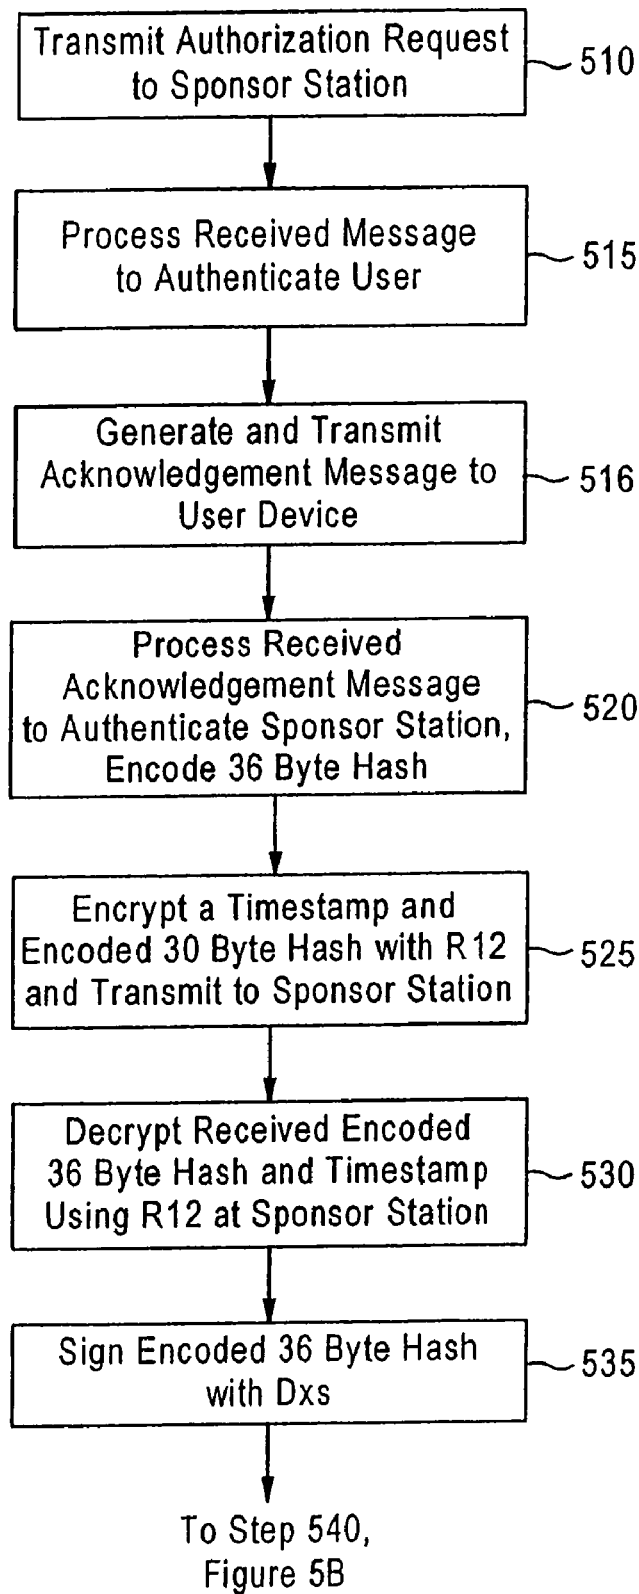 Transmit Authorization Request
to Sponsor Station
510
Process Received Message
to Authenticate User
515
Generate and Transmit
Acknowledgement Message to
User Device
516
Process Received
Acknowledgement Message
to Authenticate Sponsor Station,
Encode 36 Byte Hash
520
Encrypt a Timestamp and
Encoded 30 Byte Hash with R12
and Transmit to Sponsor Station
525
Decrypt Received Encoded
36 Byte Hash and Timestamp
Using R12 at Sponsor Station
530
Sign Encoded 36 Byte Hash
with Dxs
535
To Step 540,
Figure 5B